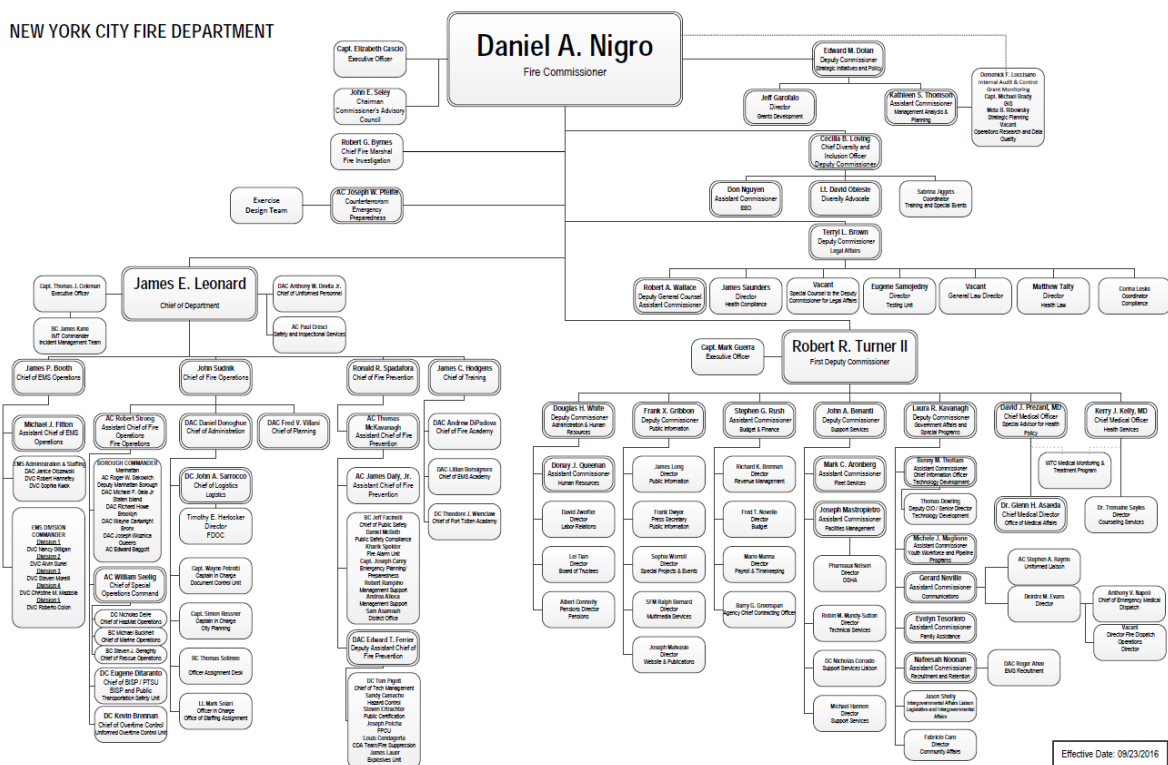 NEW YORK CITY FIRE DEPARTMENT
Daniel A. Nigro
Fire Commissioner
Capt. Elizabeth Cascio
Executive Officer
John E. Seley
Chairman
Commissioner's Advisory
Council
Robert G. Byrnes
Chief Fire Marshal
Fire Investigation
Exercise
Design Team
AC Joseph W. Pfeifer
Counterterrorism
Emergency
Preparedness
Edward M. Dolan
Deputy Commissioner
Strategic Initiatives and Policy
Jeff Garofalo
Director
Grants Development
Kathleen S. Thomson
Assistant Commissioner
Management Analysis &
Planning
Domenick F. Loccisano
Internal Audit & Control
Grant Monitoring
Capt. Michael Brady
GIS
Meta B. Ribowsky
Strategic Planning
Vacant
Operations Research and Data
Quality
Cecilia B. Loving
Chief Diversity and
Inclusion Officer
Deputy Commissioner
Don Nguyen
Assistant Commissioner
EEO
Lt. David Obiesie
Diversity Advocate
Sabrina Jiggets
Coordinator
Training and Special Events
Terryl L. Brown
Deputy Commissioner
Legal Affairs
Robert A. Wallace
Deputy General Counsel
Assistant Commissioner
James Saunders
Director
Health Compliance
Vacant
Special Counsel to the Deputy
Commissioner for Legal Affairs
Eugene Samojedny
Director
Testing Unit
Vacant
General Law Director
Matthew Talty
Director
Health Law
Corina Leske
Coordinator
Compliance
James E. Leonard
Chief of Department
Capt. Thomas J. Coleman
Executive Officer
BC James Kane
IMT Commander
Incident Management Team
DAC Anthony W. Devita Jr.
Chief of Uniformed Personnel
AC Paul Cresci
Safety and Inspectional Services
Capt. Mark Guerra
Executive Officer
Robert R. Turner II
First Deputy Commissioner
James P. Booth
Chief of EMS Operations
John Sudnik
Chief of Fire Operations
Ronald R. Spadafora
Chief of Fire Prevention
James C. Hodgens
Chief of Training
Michael J. Fitton
Assistant Chief of EMS
Operations
EMS Administration & Staffing
DAC Janice Olszewski
DVC Robert Hannafey
DVC Sophia Kwok
EMS DIVISION
COMMANDER
Division 1
DVC Nancy Gilligan
Division 2
DVC Alvin Suriel
Division 3
DVC Steven Morelli
Division 4
DVC Christine M. Mazzola
Division 5
DVC Roberto Colon
AC Robert Strong
Assistant Chief of Fire
Operations
Fire Operations
BOROUGH COMMANDER
Manhattan
AC Roger W. Sakowich
Deputy Manhattan Borough
DAC Michael F. Gala Jr
Staten Island
DAC Richard Howe
Brooklyn
DAC Wayne Cartwright
Bronx
DAC Joseph Woznica
Queens
AC Edward Baggott
AC William Seelig
Chief of Special
Operations Command
DC Nicholas Delre
Chief of HazMat Operations
BC Michael Buckheit
Chief of Marine Operations
BC Steven J. Geraghty
Chief of Rescue Operations
DC Eugene Ditaranto
Chief of BISP / PTSU
BISP and Public
Transportation Safety Unit
DC Kevin Brennan
Chief of Overtime Control
Uniformed Overtime Control Unit
DAC Daniel Donoghue
Chief of Administration
DAC Fred V. Villani
Chief of Planning
DC John A. Sarrocco
Chief of Logistics
Logistics
Timothy E. Herlocker
Director
FDOC
Capt. Wayne Petrotti
Captain in Charge
Document Control Unit
Capt. Simon Ressner
Captain in Charge
City Planning
BC Thomas Solimeo
Officer Assignment Desk
Lt. Mark Solari
Officer in Charge
Office of Staffing Assignment
AC Thomas
McKavanagh
Assistant Chief of Fire
Prevention
AC James Daly, Jr.
Assistant Chief of Fire
Prevention
BC Jeff Facinelli
Chief of Public Safety
Daniel McBeth
Public Safety Compliance
Khanik Spektor
Fire Alarm Unit
Capt. Joseph Carey
Emergency Planning/
Preparedness
Robert Rampino
Management Support
Andrea Alleca
Management Support
Sam Asamoah
District Office
DAC Edward T. Ferrier
Deputy Assistant Chief of
Fire Prevention
DC Tom Pigott
Chief of Tech Management
Sandy Camacho
Hazard Control
Steven Ertrachter
Public Certification
Joseph Polcha
PPCU
Louis Cendagorta
CDA Team/Fire Suppression
James Lauer
Explosives Unit
DAC Andrew DiPadova
Chief of Fire Academy
DAC Lillian Bonsignore
Chief of EMS Academy
DC Theodore J. Wienclaw
Chief of Fort Totten Academy
Douglas H. White
Deputy Commissioner
Administration & Human
Resources
Donay J. Queenan
Assistant Commissioner
Human Resources
David Zweifler
Director
Labor Relations
Lei Tian
Director
Board of Trustees
Albert Connolly
Pensions Director
Pensions
Frank X. Gribbon
Deputy Commissioner
Public Information
James Long
Director
Public Information
Frank Dwyer
Press Secretary
Public Information
Sophie Worrell
Director
Special Projects & Events
SFM Ralph Bernard
Director
Multimedia Services
Joseph Malvasio
Director
Website & Publications
Stephen G. Rush
Assistant Commissioner
Budget & Finance
Richard K. Brennan
Director
Revenue Management
Fred T. Novello
Director
Budget
Mario Manna
Director
Payroll & Timekeeping
Barry G. Greenspan
Agency Chief Contracting Officer
John A. Benanti
Deputy Commissioner
Support Services
Mark C. Aronberg
Assistant Commissioner
Fleet Services
Joseph Mastropietro
Assistant Commissioner
Facilities Management
Pharreaux Nelson
Director
OSHA
Robin M. Mundy-Sutton
Director
Technical Services
DC Nicholas Corrado
Support Services Liaison
Michael Hannon
Director
Support Services
Laura R. Kavanagh
Deputy Commissioner
Government Affairs and
Special Programs
Benny M. Thottam
Assistant Commissioner
Chief Information Officer
Technology Development
Thomas Dowling
Deputy CIO / Senior Director
Technology Development
Michele J. Maglione
Assistant Commissioner
Youth Workforce and Pipeline
Programs
Gerard Neville
Assistant Commissioner
Communications
Evelyn Tesoriero
Assistant Commissioner
Family Assistance
Nafeesah Noonan
Assistant Commissioner
Recruitment and Retention
Jason Shelly
Intergovernmental Affairs Liaison
Legislative and Intergovernmental
Affairs
Fabricio Caro
Director
Community Affairs
AC Stephen A. Raynis
Uniformed Liaison
Deirdre M. Evans
Director
Anthony V. Napoli
Chief of Emergency Medical
Dispatch
Vacant
Director Fire Dispatch
Operations
Director
DAC Roger Ahee
EMS Recruitment
David J. Prezant, MD
Chief Medical Officer
Special Advisor for Health
Policy
Kerry J. Kelly, MD
Chief Medical Officer
Health Services
WTC Medical Monitoring &
Treatment Program
Dr. Glenn H. Asaeda
Chief Medical Director
Office of Medical Affairs
Dr. Tremaine Sayles
Director
Counseling Services
Effective Date: 09/23/2016